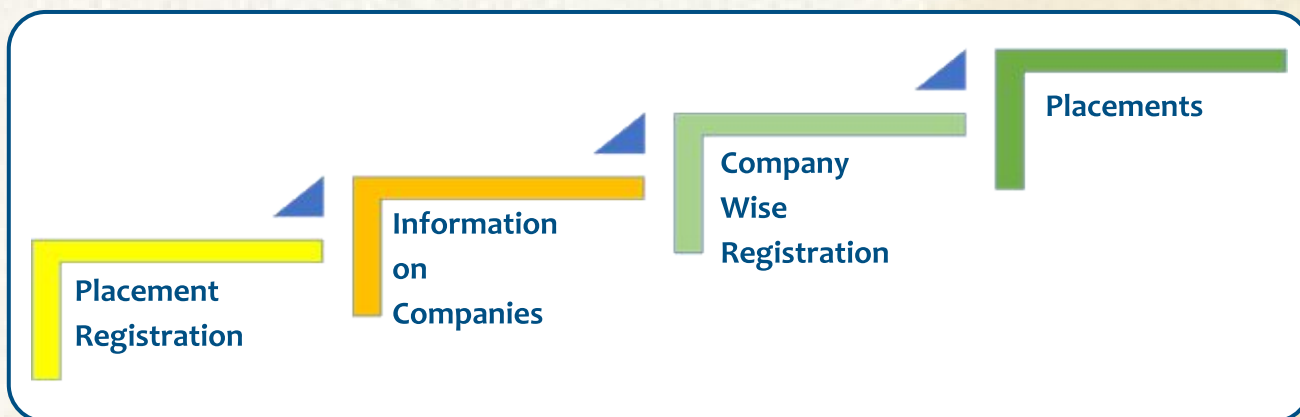 Placement
Registration
Information
on
Companies
Company
Wise
Registration
Placements